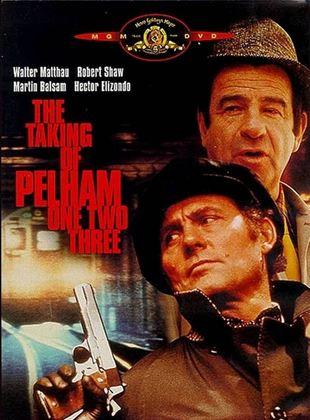 MGM DVD
Metro Goldwyn Mayer
Walter Matthau Robert Shaw
Martin Balsam Hector Elizondo
THE
TAKING
OF
PELHAM
ONE TWO
THREE